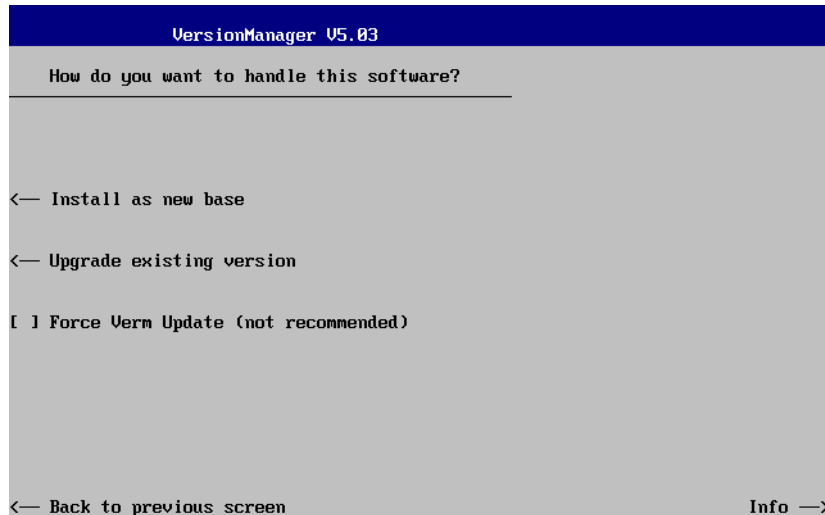 VersionManager V5.03
How do you want to handle this software?
<── Install as new base
<── Upgrade existing version
[ ] Force Verm Update (not recommended)
<── Back to previous screen
Info ─>